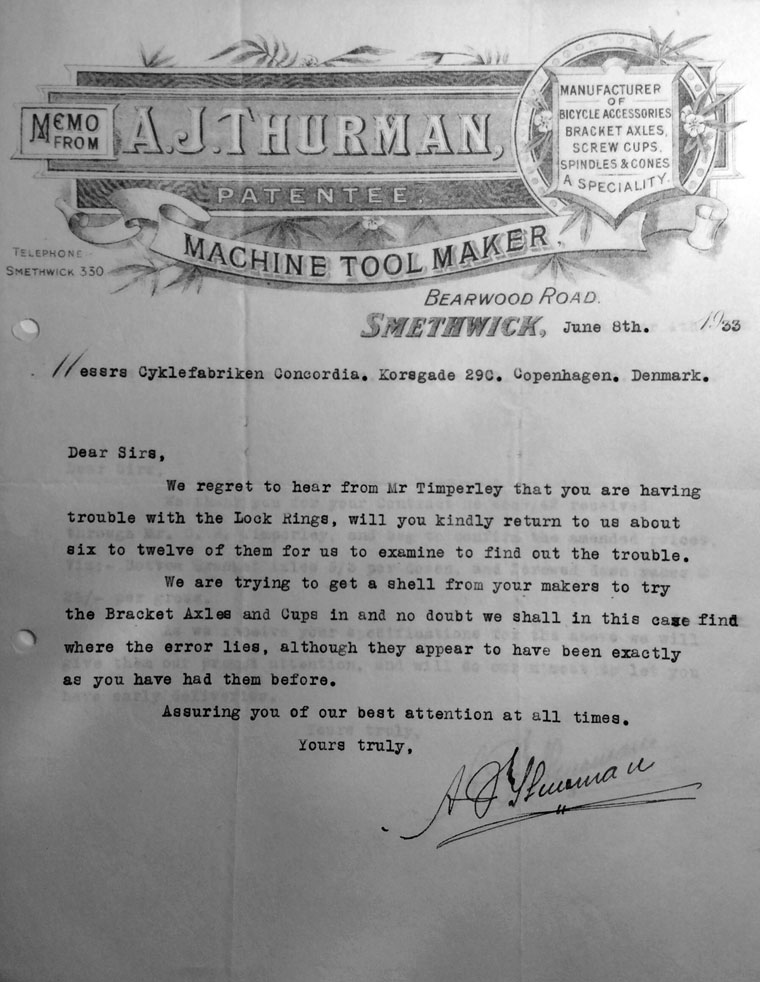 MEMO
FROM
A.J.THURMAN,
PATENTEE.
MACHINE TOOL MAKER.
MANUFACTURER
OF
BICYCLE ACCESSORIES
BRACKET AXLES,
SCREW CUPS,
SPINDLES & CONES
A SPECIALITY.
TELEPHONE
SMETHWICK 330
BEARWOOD ROAD.
SMETHWICK, June 8th. 1933
Messrs Cyklefabriken Concordia. Korsgade 29C. Copenhagen. Denmark.
Dear Sirs,
We regret to hear from Mr Timperley that you are having
trouble with the Lock Rings, will you kindly return to us about
six to twelve of them for us to examine to find out the trouble.
We are trying to get a shell from your makers to try
the Bracket Axles and Cups in and no doubt we shall in this case find
where the error lies, although they appear to have been exactly
as you have had them before.
Assuring you of our best attention at all times.
Yours truly,
A J Thurman